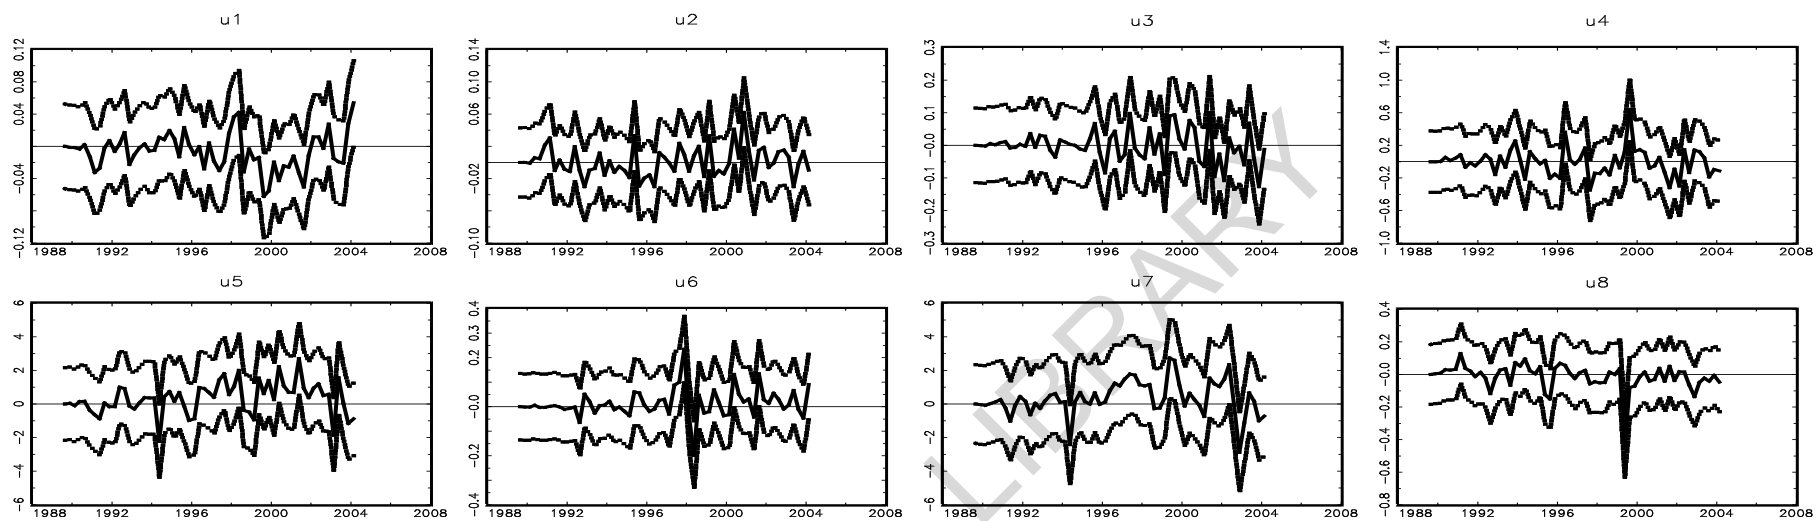 u1 u2 u3 u4
0.12 0.08 0.04 -0.04 -0.12
1988 1992 1996 2000 2004 2008
0.14 0.10 0.06 -0.02 -0.10
1988 1992 1996 2000 2004 2008
0.3 0.2 0.1 -0.0 -0.1 -0.2 -0.3
1988 1992 1996 2000 2004 2008
1.4 1.0 0.6 0.2 -0.2 -0.6 -1.0
1988 1992 1996 2000 2004 2008
u5 u6 u7 u8
6 4 2 0 -2 -4 -6
1988 1992 1996 2000 2004 2008
0.4 0.3 0.2 -0.0 -0.2 -0.4
1988 1992 1996 2000 2004 2008
6 4 2 0 -2 -4 -6
1988 1992 1996 2000 2004 2008
0.4 0.2 -0.0 -0.2 -0.4 -0.6 -0.8
1988 1992 1996 2000 2004 2008
LIBRARY